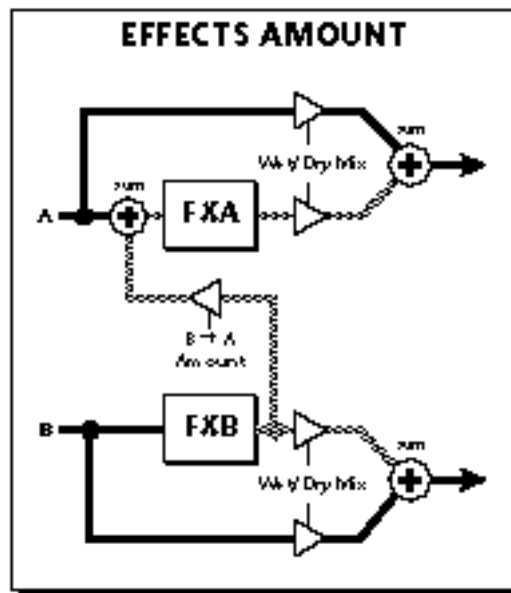 EFFECTS AMOUNT
sum
Wet/Dry Mix
sum
A
FXA
B → A
Amount
B
FXB
sum
Wet/Dry Mix